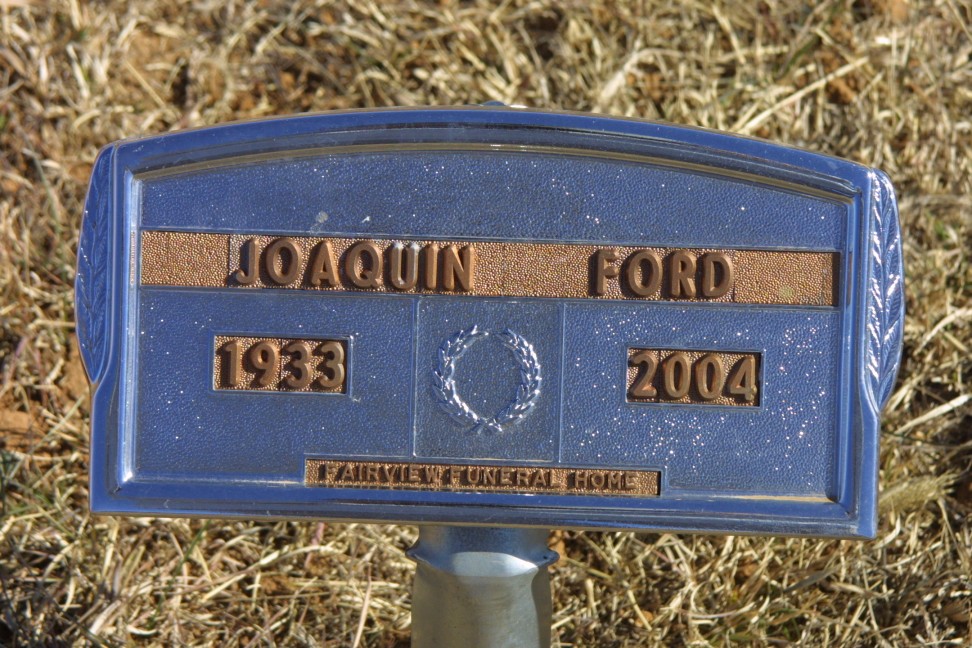 JOAQUIN FORD
1933 2004
FAIRVIEW FUNERAL HOME